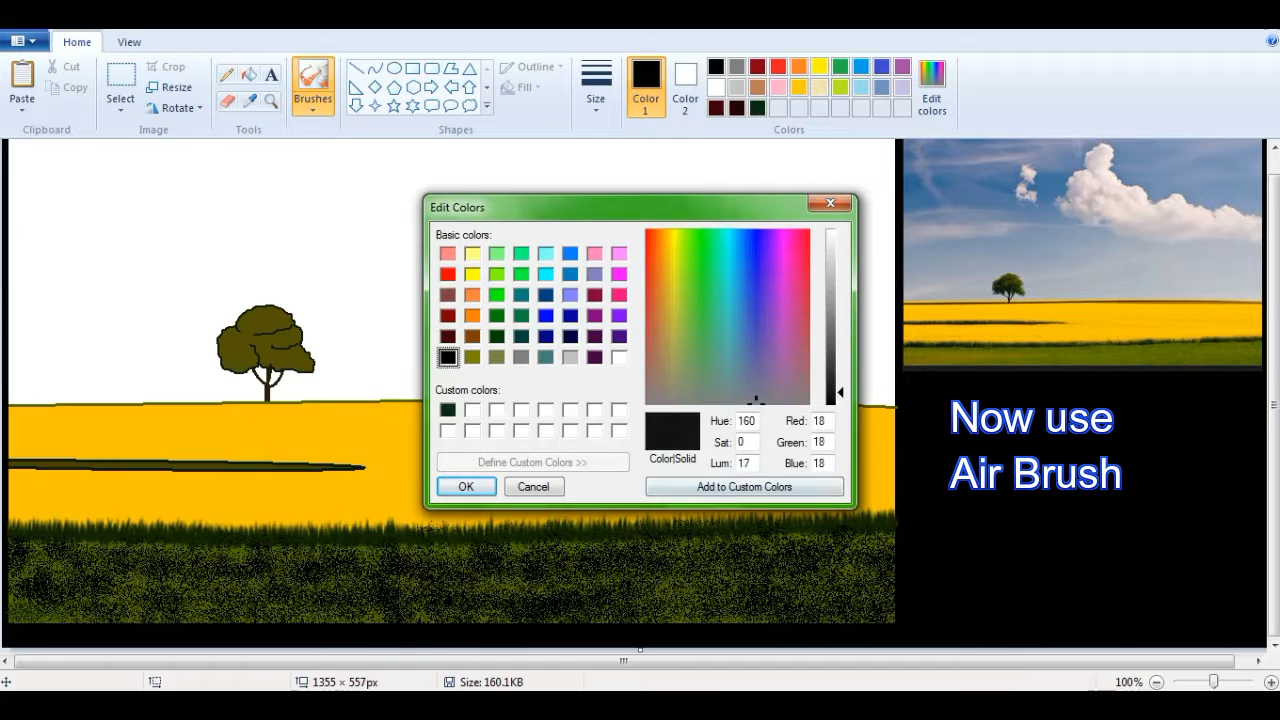 Home View
Cut
Copy
Paste
Clipboard
Select
Crop
Resize
Rotate
Image
A
Tools
Brushes
Outline
Fill
Shapes
Size
Color 1
Color 2
Edit colors
Colors
Edit Colors
Basic colors:
Custom colors:
Define Custom Colors >>
OK Cancel
Color|Solid
Hue: 160 Red: 18
Sat: 0 Green: 18
Lum: 17 Blue: 18
Add to Custom Colors
Now use
Air Brush
1355 × 557px Size: 160.1KB 100%